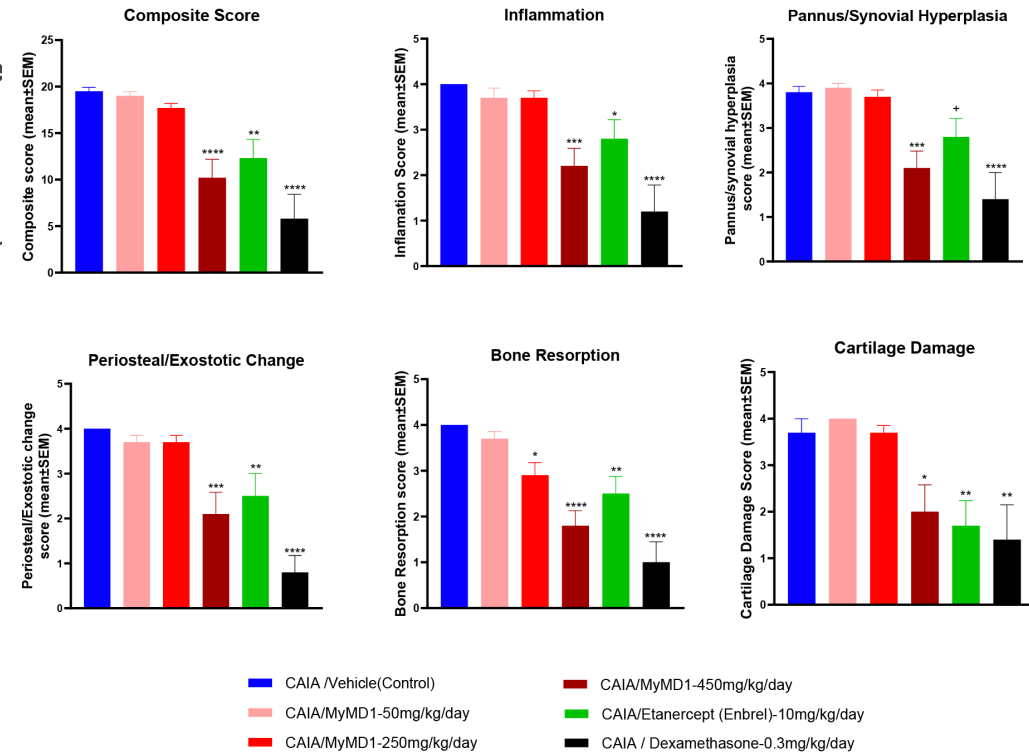 Composite Score
Composite score (mean±SEM)
25
20
15
10
5
0
****
**
****
Inflammation
Inflamation Score (mean±SEM)
5
4
3
2
1
0
***
*
****
Pannus/Synovial Hyperplasia
Pannus/synovial hyperplasia
score (mean±SEM)
5
4
3
2
1
0
***
+
****
Periosteal/Exostotic Change
Periosteal/Exostotic change
score (mean±SEM)
5
4
3
2
1
0
***
**
****
Bone Resorption
Bone Resorption score (mean±SEM)
5
4
3
2
1
0
*
****
**
****
Cartilage Damage
Cartilage Damage Score (mean±SEM)
5
4
3
2
1
0
*
**
**
CAIA /Vehicle(Control)
CAIA/MyMD1-50mg/kg/day
CAIA/MyMD1-250mg/kg/day
CAIA/MyMD1-450mg/kg/day
CAIA/Etanercept (Enbrel)-10mg/kg/day
CAIA / Dexamethasone-0.3mg/kg/day